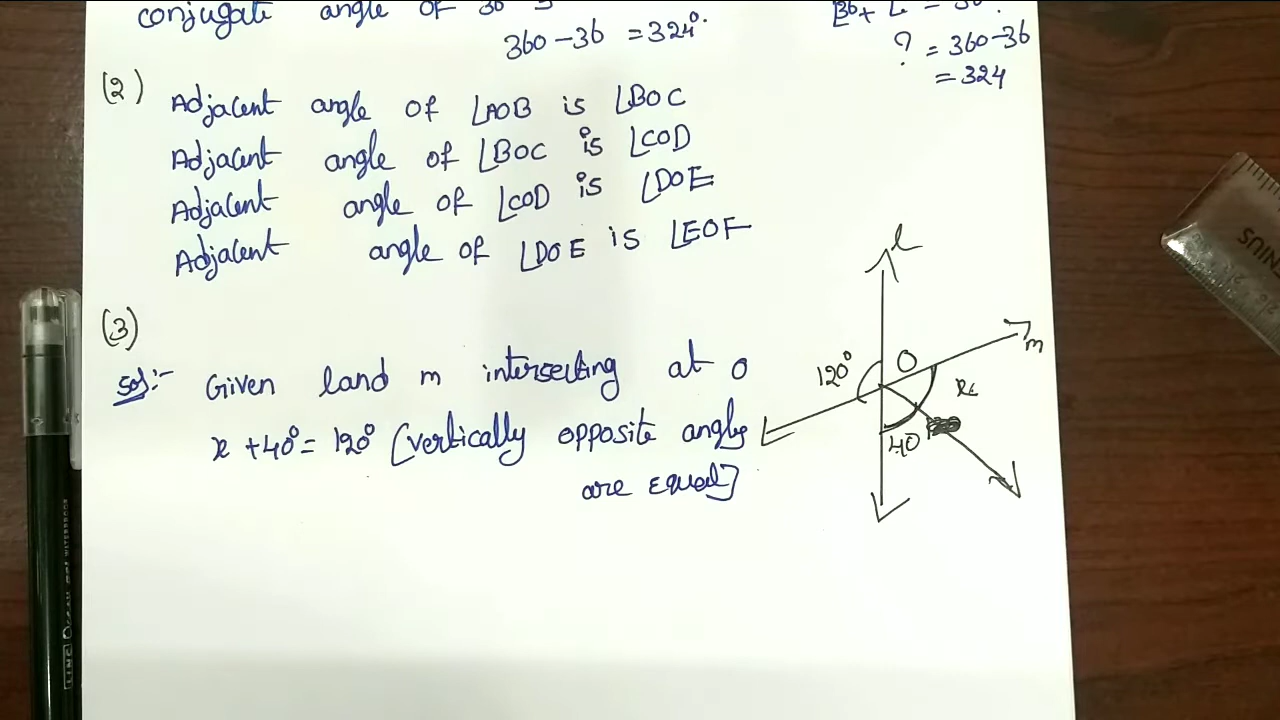 conjugate angle of 36
360 - 36 = 324°.
? = 360-36
= 324
(2)
Adjacent angle of ∠AOB is ∠BOC
Adjacent angle of ∠BOC is ∠COD
Adjacent angle of ∠COD is ∠DOE
Adjacent angle of ∠DOE is ∠EOF
(3)
Sol:- Given l and m intersecting at O
x + 40° = 120° [vertically opposite angles
are equal]
l
m
120°
O
x
40